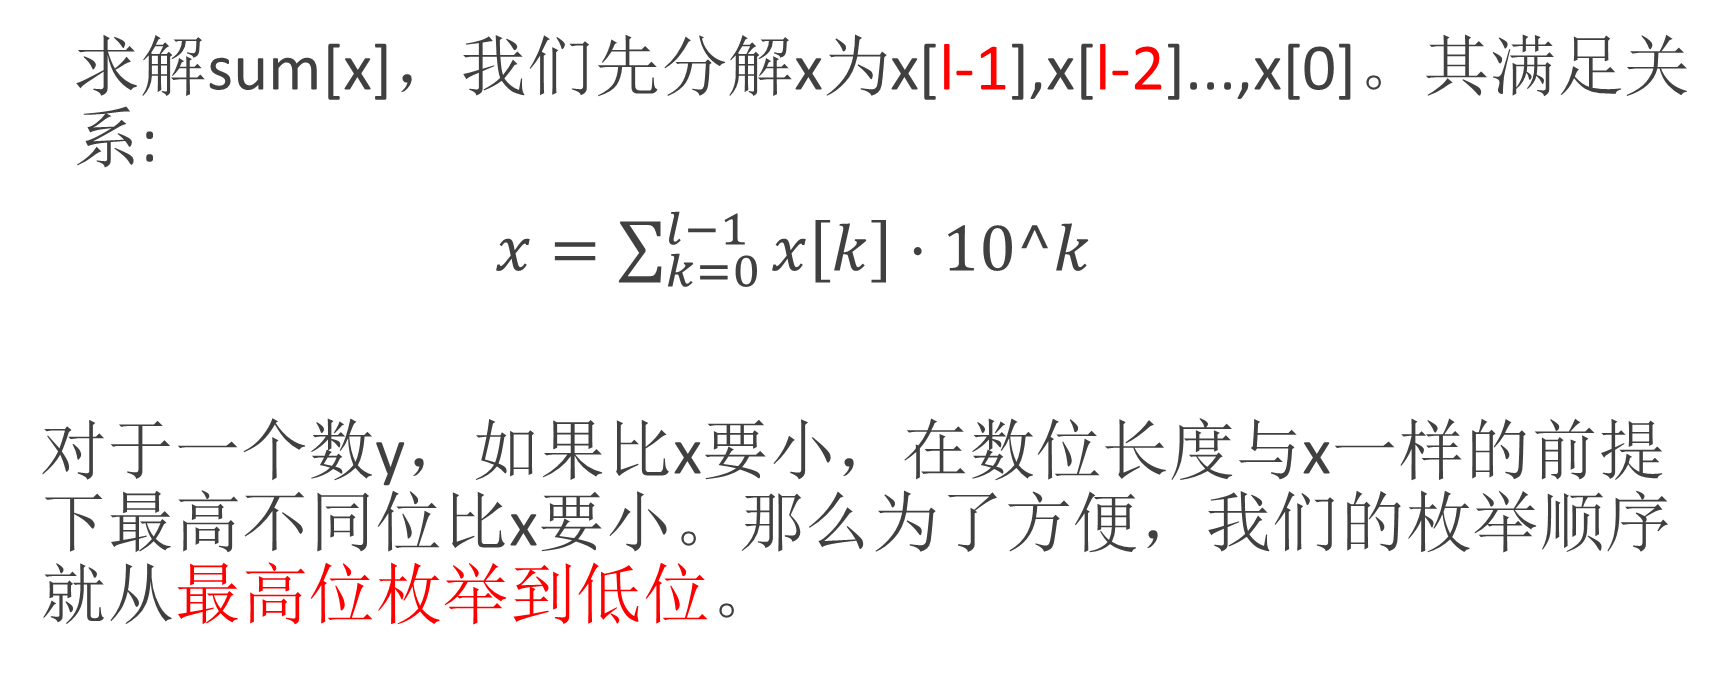 求解sum[x]，我们先分解x为x[l-1],x[l-2]...,x[0]。其满足关
系:
x = ∑_{k=0}^{l-1} x[k] · 10^k
对于一个数y，如果比x要小，在数位长度与x一样的前提
下最高不同位比x要小。那么为了方便，我们的枚举顺序
就从最高位枚举到低位。